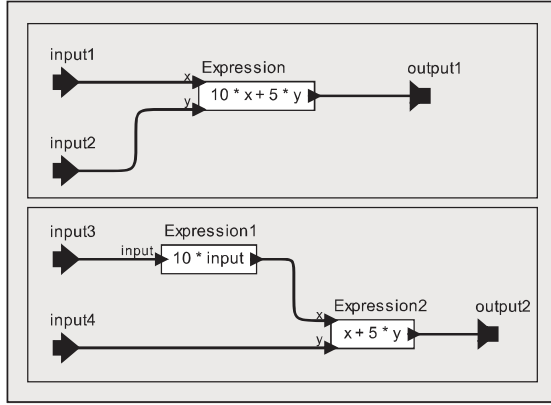 input1
Expression
output1
x
10 * x + 5 * y
y
input2
input3
Expression1
input
10 * input
Expression2
output2
input4
x
x + 5 * y
y